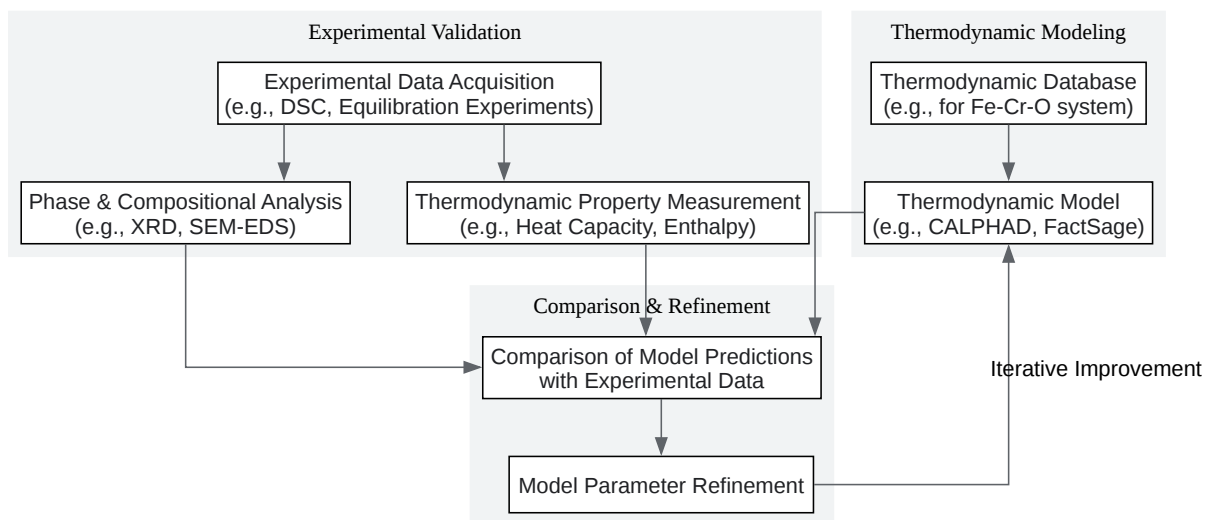 Experimental Validation
Thermodynamic Modeling
Experimental Data Acquisition
(e.g., DSC, Equilibration Experiments)
Thermodynamic Database
(e.g., for Fe-Cr-O system)
Phase & Compositional Analysis
(e.g., XRD, SEM-EDS)
Thermodynamic Property Measurement
(e.g., Heat Capacity, Enthalpy)
Thermodynamic Model
(e.g., CALPHAD, FactSage)
Comparison & Refinement
Comparison of Model Predictions
with Experimental Data
Iterative Improvement
Model Parameter Refinement